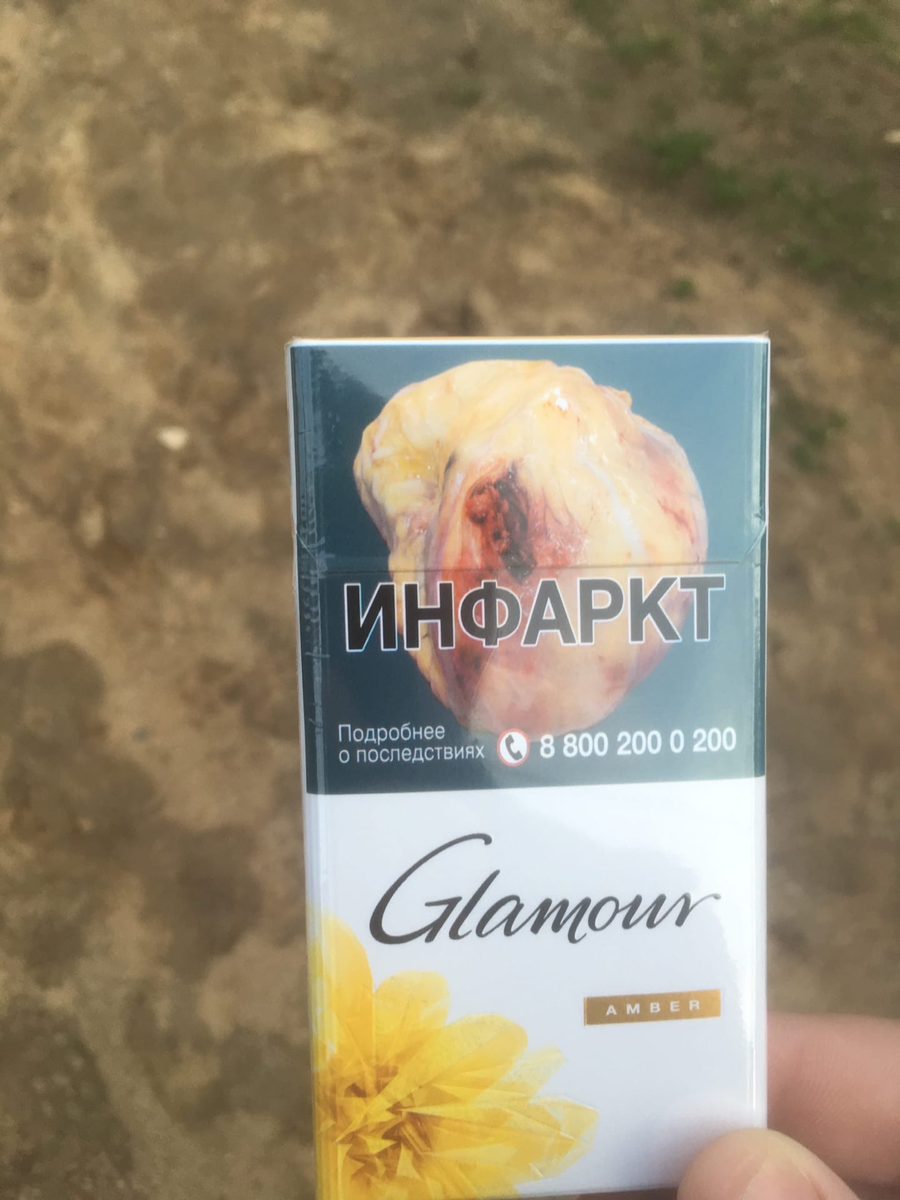 ИНФАРКТ
Подробнее
о последствиях 8 800 200 0 200
Glamour
AMBER